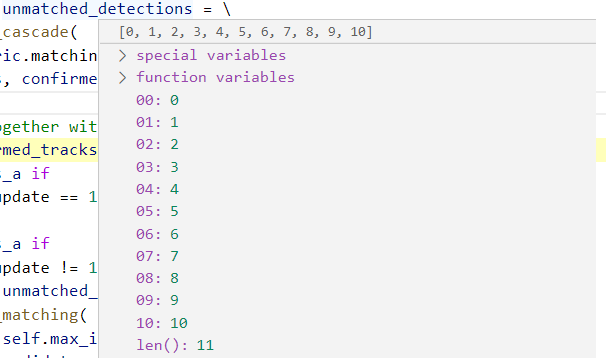 unmatched_detections = \
_cascade(
[0, 1, 2, 3, 4, 5, 6, 7, 8, 9, 10]
ric.matchin
> special variables
s, confirme
> function variables
00: 0
01: 1
ogether wit
02: 2
rmed_tracks
03: 3
s_a if
04: 4
update == 1
05: 5
06: 6
s_a if
07: 7
update != 1
08: 8
unmatched_
09: 9
_matching(
10: 10
self.max_i
len(): 11